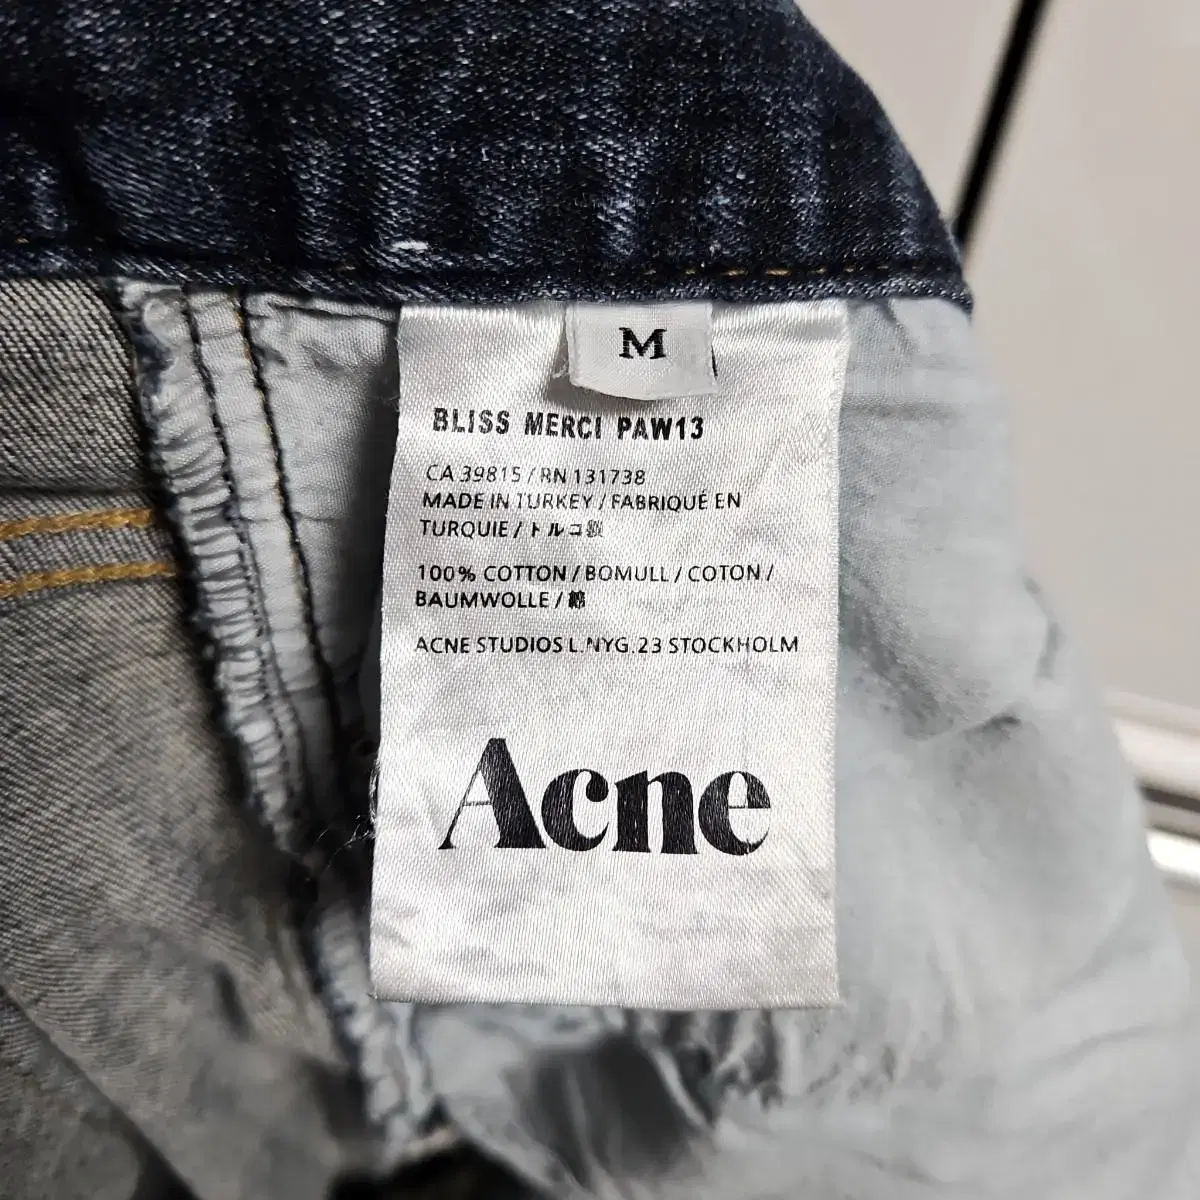 M
BLISS MERCI PAW13
CA 39815 / RN 131738
MADE IN TURKEY / FABRIQUÉ EN
TURQUIE / トルコ製
100% COTTON / BOMULL / COTON /
BAUMWOLLE / 綿
ACNE STUDIOS L.NYG.23 STOCKHOLM
Acne